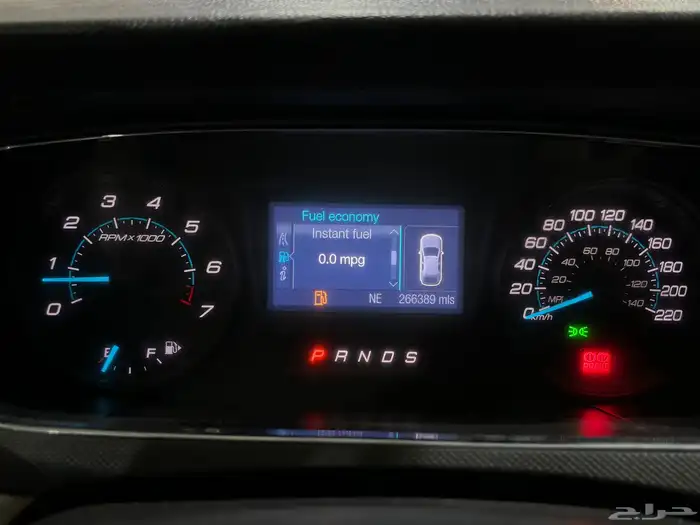 Fuel economy
Instant fuel
0.0 mpg
NE 266389 mls
0 1 2 3 4 5 6 7
RPM x 1000
E F
P R N D S
0 20 40 60 80 100 120 140 160 180 200 220
km/h
40 60 80 100 120 140
MPH
حراج